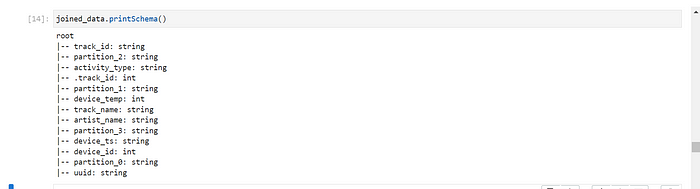 [14]: joined_data.printSchema()
root
|-- track_id: string
|-- partition_2: string
|-- activity_type: string
|-- .track_id: int
|-- partition_1: string
|-- device_temp: int
|-- track_name: string
|-- artist_name: string
|-- partition_3: string
|-- device_ts: string
|-- device_id: int
|-- partition_0: string
|-- uuid: string